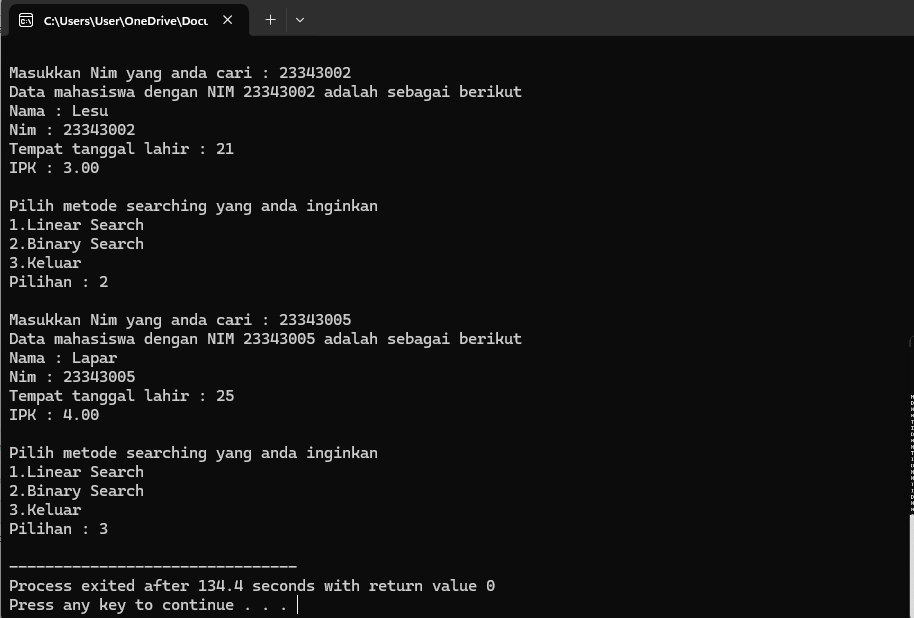 C:\Users\User\OneDrive\Docu
Masukkan Nim yang anda cari : 23343002
Data mahasiswa dengan NIM 23343002 adalah sebagai berikut
Nama : Lesu
Nim : 23343002
Tempat tanggal lahir : 21
IPK : 3.00
Pilih metode searching yang anda inginkan
1.Linear Search
2.Binary Search
3.Keluar
Pilihan : 2
Masukkan Nim yang anda cari : 23343005
Data mahasiswa dengan NIM 23343005 adalah sebagai berikut
Nama : Lapar
Nim : 23343005
Tempat tanggal lahir : 25
IPK : 4.00
Pilih metode searching yang anda inginkan
1.Linear Search
2.Binary Search
3.Keluar
Pilihan : 3
--------------------------------
Process exited after 134.4 seconds with return value 0
Press any key to continue . . .